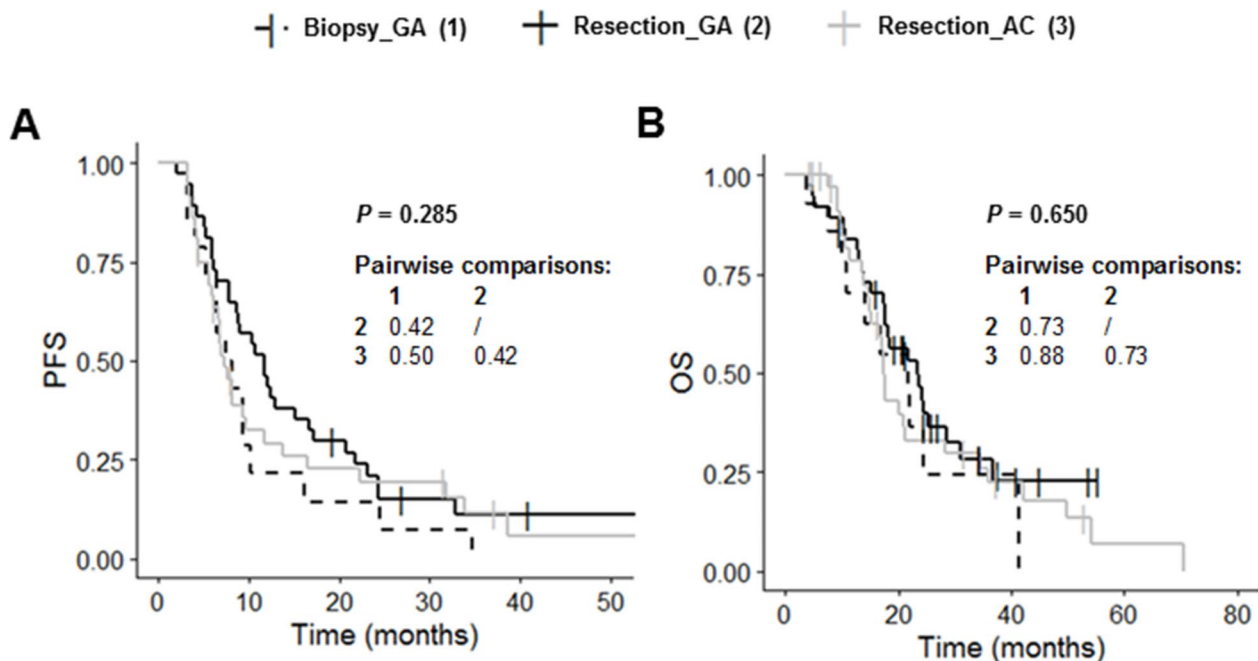 Biopsy_GA (1) Resection_GA (2) Resection_AC (3)
A
PFS
1.00
0.75
0.50
0.25
0.00
P = 0.285
Pairwise comparisons:
1 2
2 0.42 /
3 0.50 0.42
0 10 20 30 40 50
Time (months)
B
OS
1.00
0.75
0.50
0.25
0.00
P = 0.650
Pairwise comparisons:
1 2
2 0.73 /
3 0.88 0.73
0 20 40 60 80
Time (months)